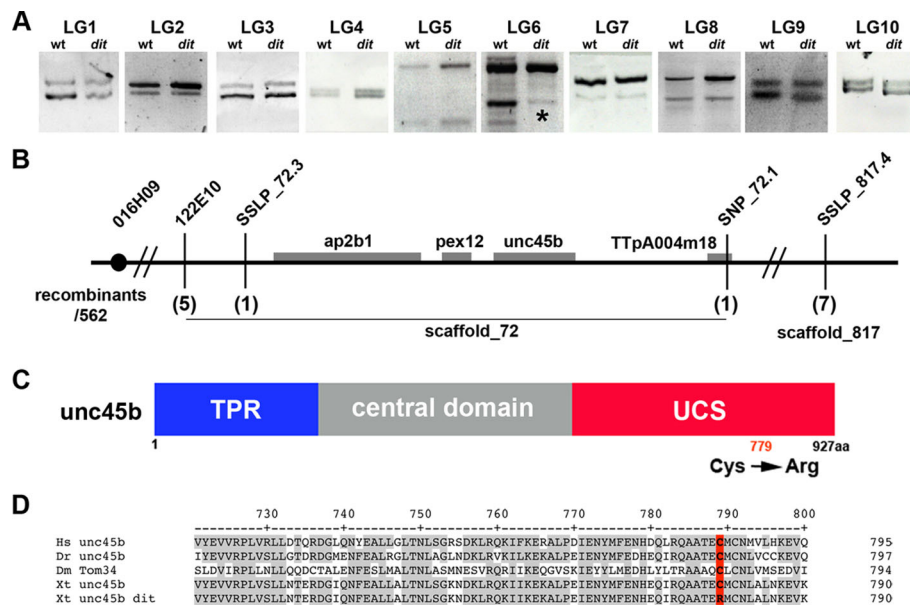 A
LG1 LG2 LG3 LG4 LG5 LG6 LG7 LG8 LG9 LG10
wt dit wt dit wt dit wt dit wt dit wt dit wt dit wt dit wt dit wt dit
*
B
016H09 122E10 SSLP_72.3 SNP_72.1 SSLP_817.4
ap2b1 pex12 unc45b TTpA004m18
recombinants
/562
(5) (1) (1) (7)
scaffold_72 scaffold_817
C
unc45b TPR central domain UCS
1 779 927aa
Cys Arg
D
730 740 750 760 770 780 790 800
Hs unc45b VYEVVRPLVSLLDTQRDGLQNYEALLGLTNLSGRSDKLRQKIFKERALPDIENYMFENHDQLRQAATECMCNMVLHKEVQ 795
Dr unc45b VYEVVRPLVSLLGTDRDGMENFEALRGLTNLAGLNDKLRVKIIKERALPEIENYMFENHEQIRQAATECMCNLVCCKEVQ 797
Dm Tom34 SLDVIRPLLNLLQQDCTALENFESLMALTNLASMNESVRQRIIKEQGVSKIEYYLMEDHLYLTRAAAQCLCNLVMSEDVI 794
Xt unc45b VYEVVRPLVSLLHTERDGIQNFEALLALTNLSGKSDKLRQKIIKEKALPEIENYMFENHEQIRQAATECMCNLALNKEVK 790
Xt unc45b dit VYEVVRPLVSLLHTERDGIQNFEALLALTNLSGKSDKLRQKIIKEKALPEIENYMFENHEQIRQAATERMCNLALNKEVK 790